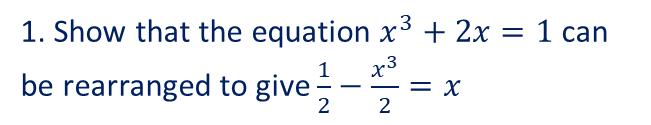 1. Show that the equation x³ + 2x = 1 can
be rearranged to give 1/2 − x³/2 = x